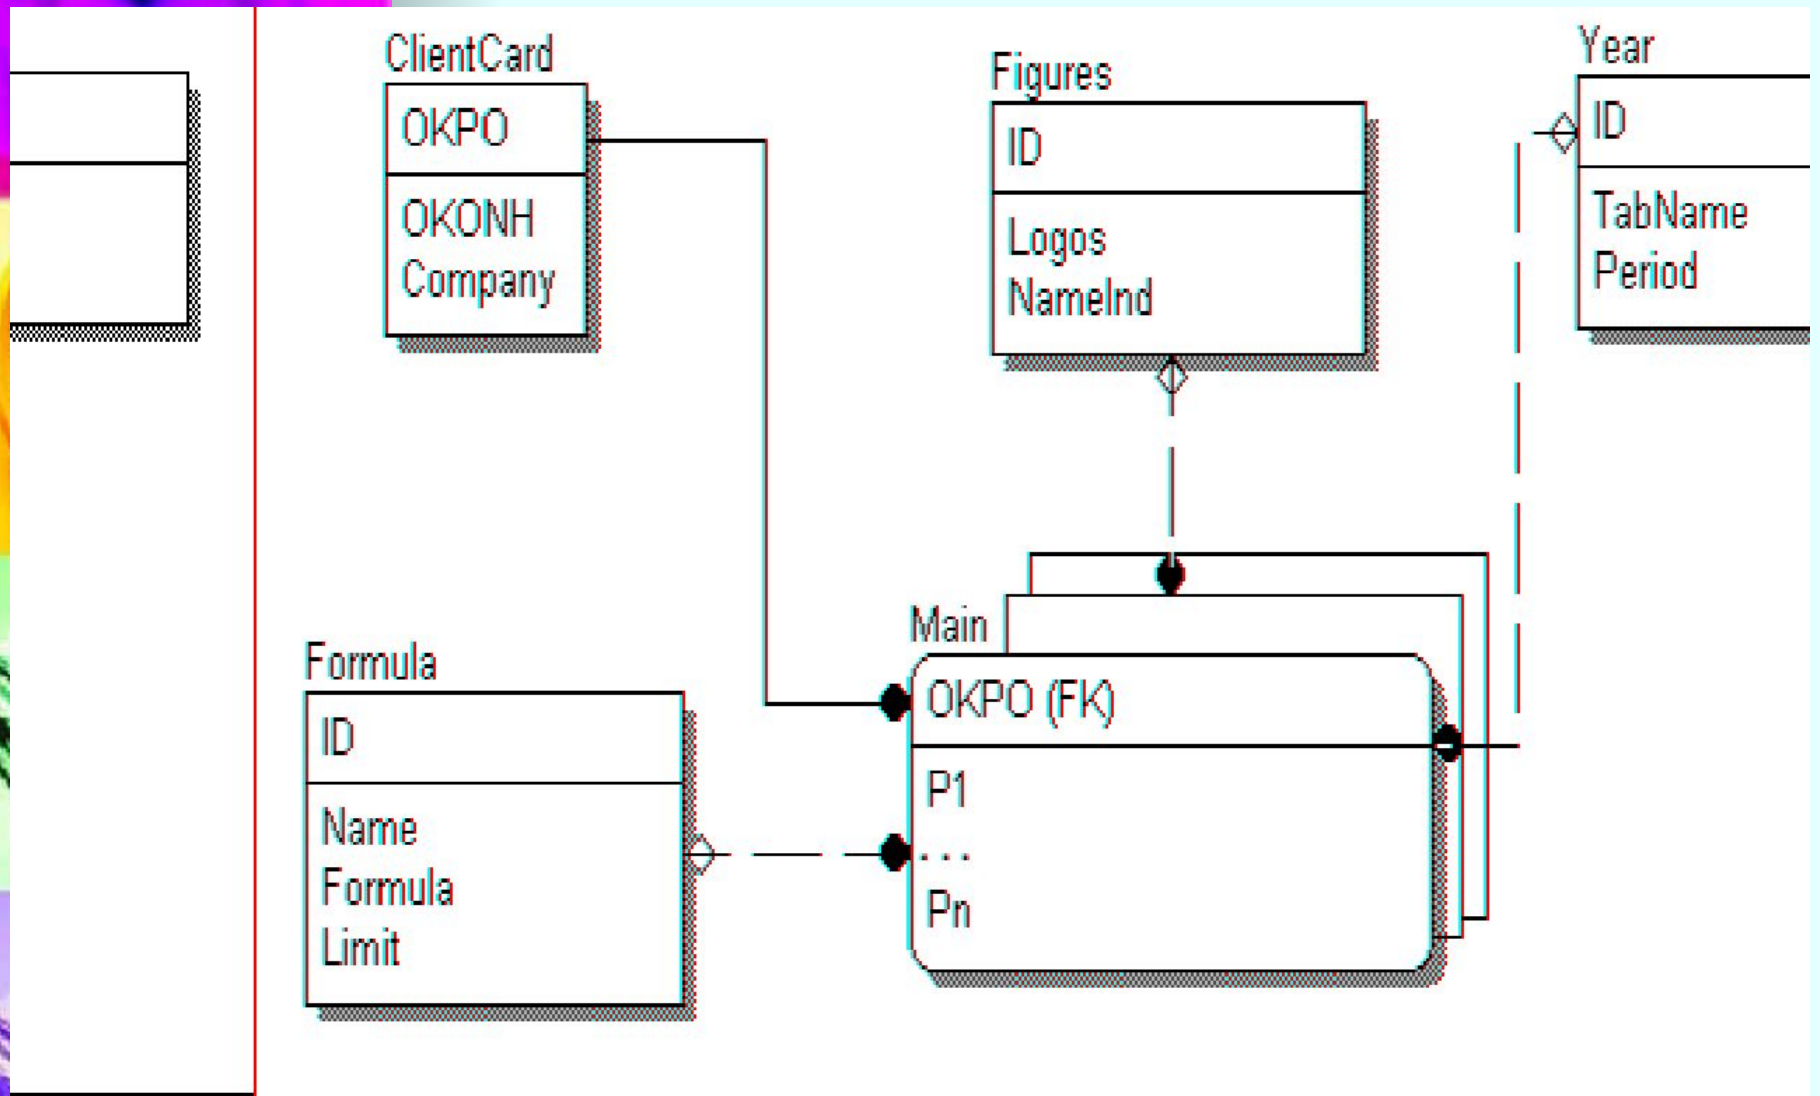 ClientCard
OKPO
OKONH
Company
Figures
ID
Logos
NameInd
Year
ID
TabName
Period
Formula
ID
Name
Formula
Limit
Main
OKPO (FK)
P1
...
Pn